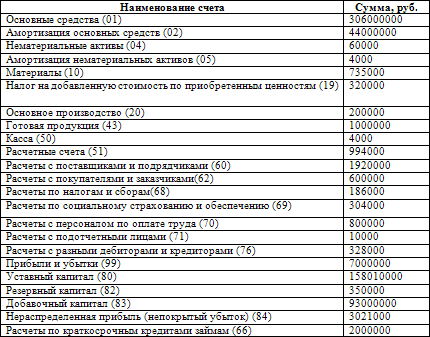 Наименование счета Сумма, руб.
Основные средства (01) 306000000
Амортизация основных средств (02) 44000000
Нематериальные активы (04) 60000
Амортизация нематериальных активов (05) 4000
Материалы (10) 735000
Налог на добавленную стоимость по приобретенным ценностям (19) 320000
Основное производство (20) 200000
Готовая продукция (43) 1000000
Касса (50) 4000
Расчетные счета (51) 994000
Расчеты с поставщиками и подрядчиками (60) 1920000
Расчеты с покупателями и заказчиками(62) 600000
Расчеты по налогам и сборам(68) 186000
Расчеты по социальному страхованию и обеспечению (69) 304000
Расчеты с персоналом по оплате труда (70) 800000
Расчеты с подотчетными лицами (71) 10000
Расчеты с разными дебиторами и кредиторами (76) 328000
Прибыли и убытки (99) 7000000
Уставный капитал (80) 158010000
Резервный капитал (82) 350000
Добавочный капитал (83) 93000000
Нераспределенная прибыль (непокрытый убыток) (84) 3021000
Расчеты по краткосрочным кредитами займам (66) 2000000